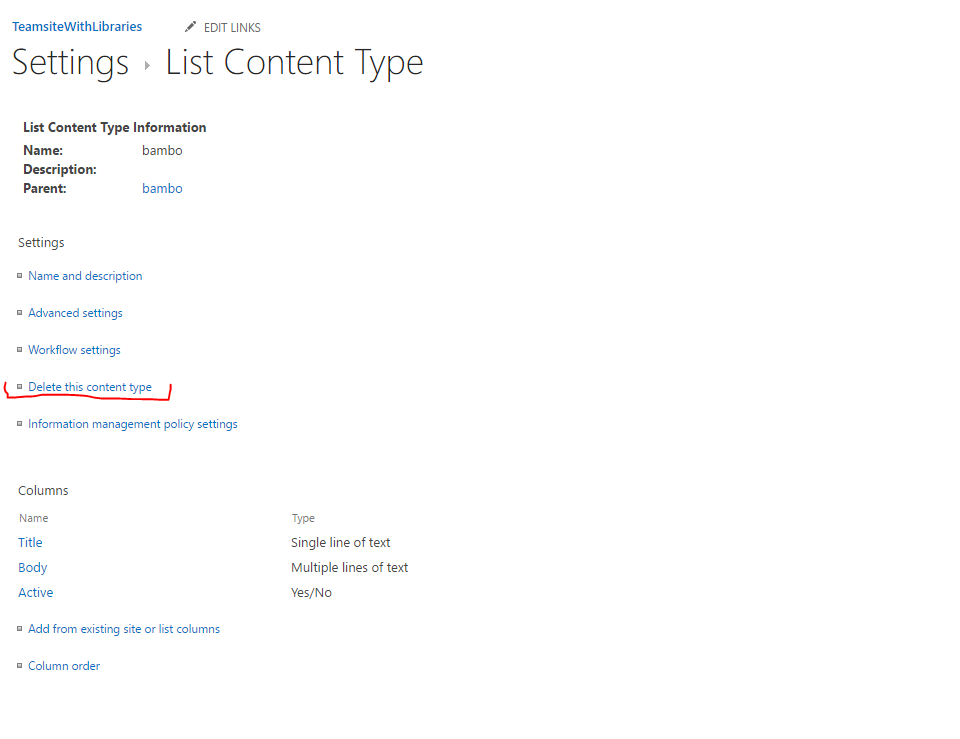 TeamsiteWithLibraries EDIT LINKS
Settings List Content Type
List Content Type Information
Name: bambo
Description:
Parent: bambo
Settings
Name and description
Advanced settings
Workflow settings
Delete this content type
Information management policy settings
Columns
Name Type
Title Single line of text
Body Multiple lines of text
Active Yes/No
Add from existing site or list columns
Column order